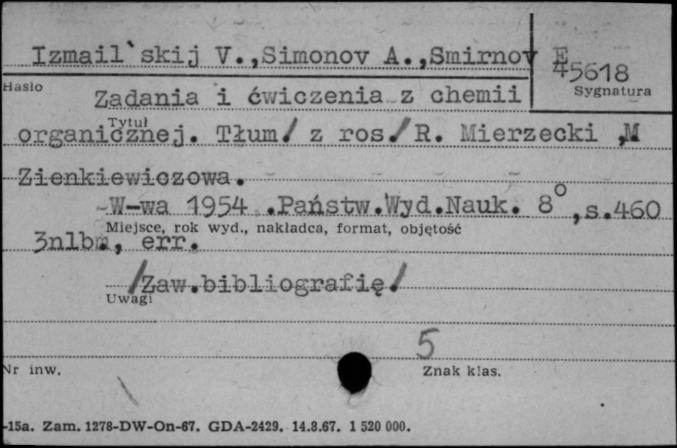 Izmail`skij V.,Simonov A.,Smirnov E
45618
Hasło
Sygnatura
Zadania i ćwiczenia z chemii
Tytuł
organicznej. Tłum/ z ros/ R. Mierzecki ,M
Zienkiewiczowa.
W-wa 1954 .Państw.Wyd.Nauk. 8°,s.460
Miejsce, rok wyd., nakładca, format, objętość
3nlbn, err.
/Zaw.bibliografię/
Uwagi
5
Nr inw.
Znak klas.
-15a. Zam. 1278-DW-On-67. GDA-2429. 14.8.67. 1 520 000.